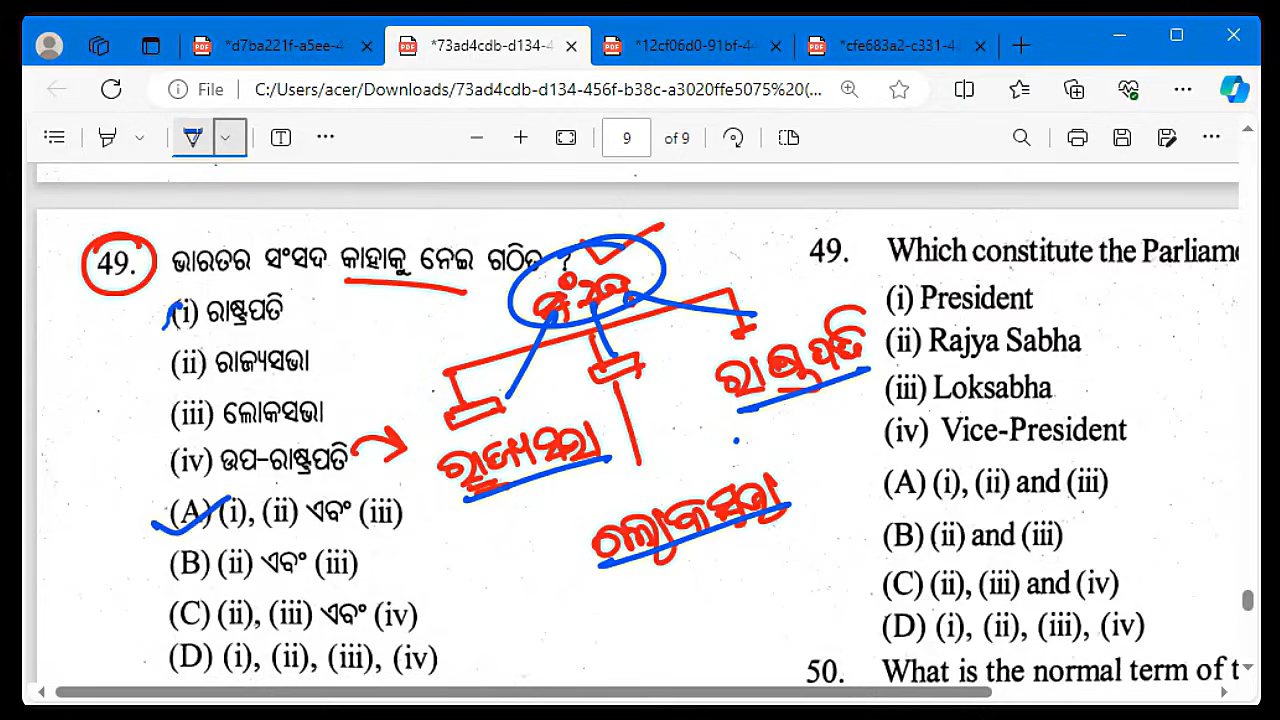 *d7ba221f-a5ee-4
*73ad4cdb-d134-4
*12cf06d0-91bf-44
*cfe683a2-c331-4
File
C:/Users/acer/Downloads/73ad4cdb-d134-456f-b38c-a3020ffe5075%20(...
9 of 9
49. ଭାରତର ସଂସଦ କାହାକୁ ନେଇ ଗଠିତ ?
(i) ରାଷ୍ଟ୍ରପତି
(ii) ରାଜ୍ୟସଭା
(iii) ଲୋକସଭା
(iv) ଉପ-ରାଷ୍ଟ୍ରପତି
(A) (i), (ii) ଏବଂ (iii)
(B) (ii) ଏବଂ (iii)
(C) (ii), (iii) ଏବଂ (iv)
(D) (i), (ii), (iii), (iv)
ସଂସଦ
ରାଷ୍ଟ୍ରପତି
ରାଜ୍ୟସଭା
ଲୋକସଭା
49. Which constitute the Parliame
(i) President
(ii) Rajya Sabha
(iii) Loksabha
(iv) Vice-President
(A) (i), (ii) and (iii)
(B) (ii) and (iii)
(C) (ii), (iii) and (iv)
(D) (i), (ii), (iii), (iv)
50. What is the normal term of t